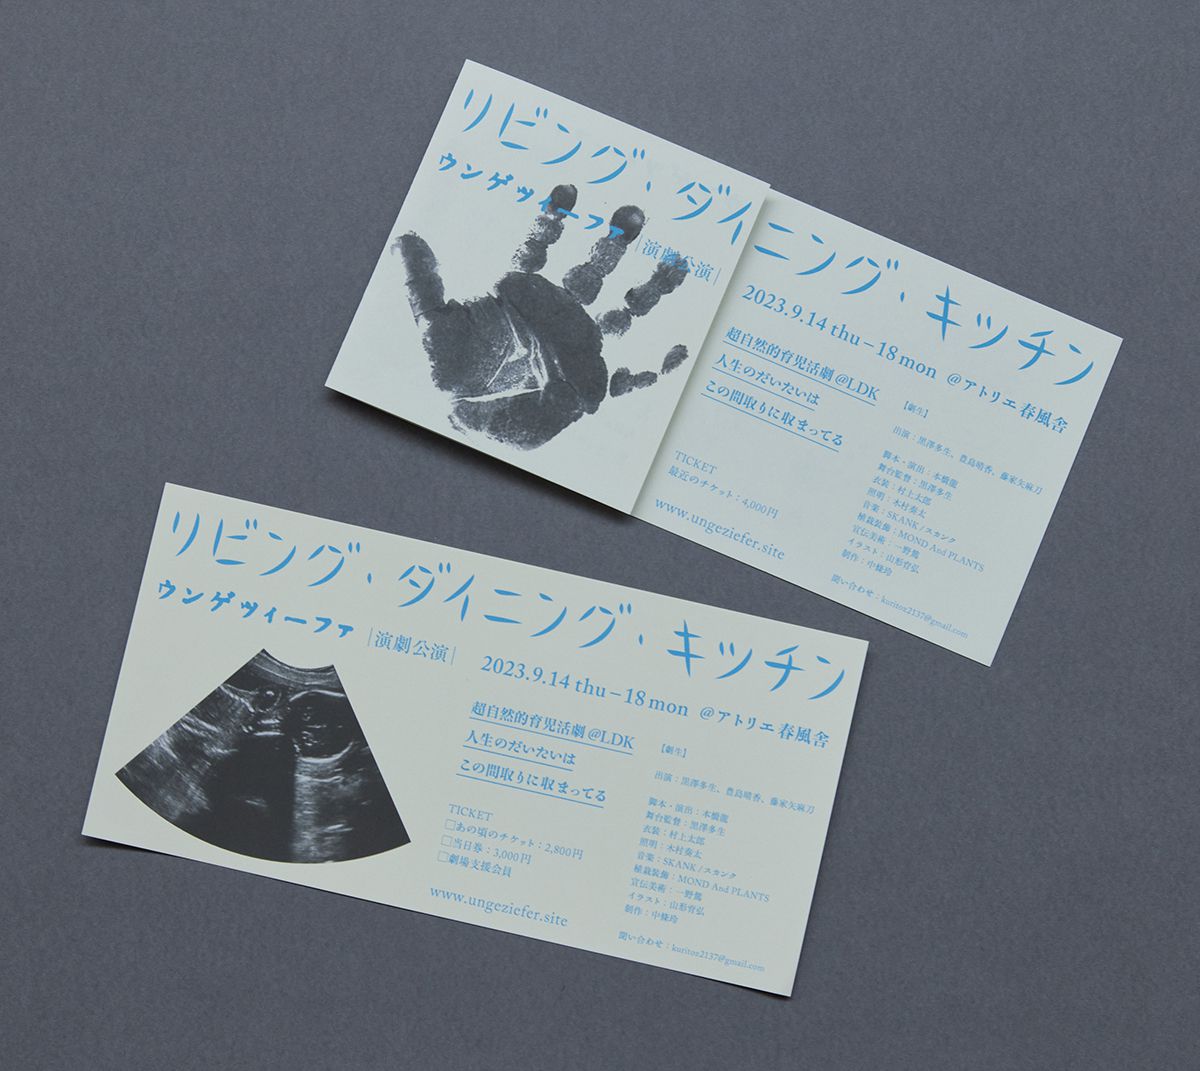 リビング、ダイニング、キッチン
ウンゲツィーファ
|演劇公演|
2023.9.14 thu – 18 mon @アトリエ春風舎
超自然的育児活劇@LDK
人生のだいたいは
この間取りに収まってる
【劇生】
出演：黒澤多生、豊島晴香、藤家矢麻刀
脚本・演出：本橋龍
舞台監督：黒澤多生
衣装：村上太郎
照明：木村奏太
音楽：SKANK/スカンク
植栽装飾：MOND And PLANTS
宣伝美術：一野篤
イラスト：山形育弘
制作：中條玲
TICKET
最近のチケット：4,000円
www.ungeziefer.site
問い合わせ：kuritoz2137@gmail.com
リビング、ダイニング、キッチン
ウンゲツィーファ |演劇公演|
2023.9.14 thu – 18 mon @アトリエ春風舎
超自然的育児活劇@LDK
人生のだいたいは
この間取りに収まってる
【劇生】
出演：黒澤多生、豊島晴香、藤家矢麻刀
脚本・演出：本橋龍
舞台監督：黒澤多生
衣装：村上太郎
照明：木村奏太
音楽：SKANK/スカンク
植栽装飾：MOND And PLANTS
宣伝美術：一野篤
イラスト：山形育弘
制作：中條玲
TICKET
□あの頃のチケット：2,800円
□当日券：3,000円
□劇場支援会員
www.ungeziefer.site
問い合わせ：kuritoz2137@gmail.com